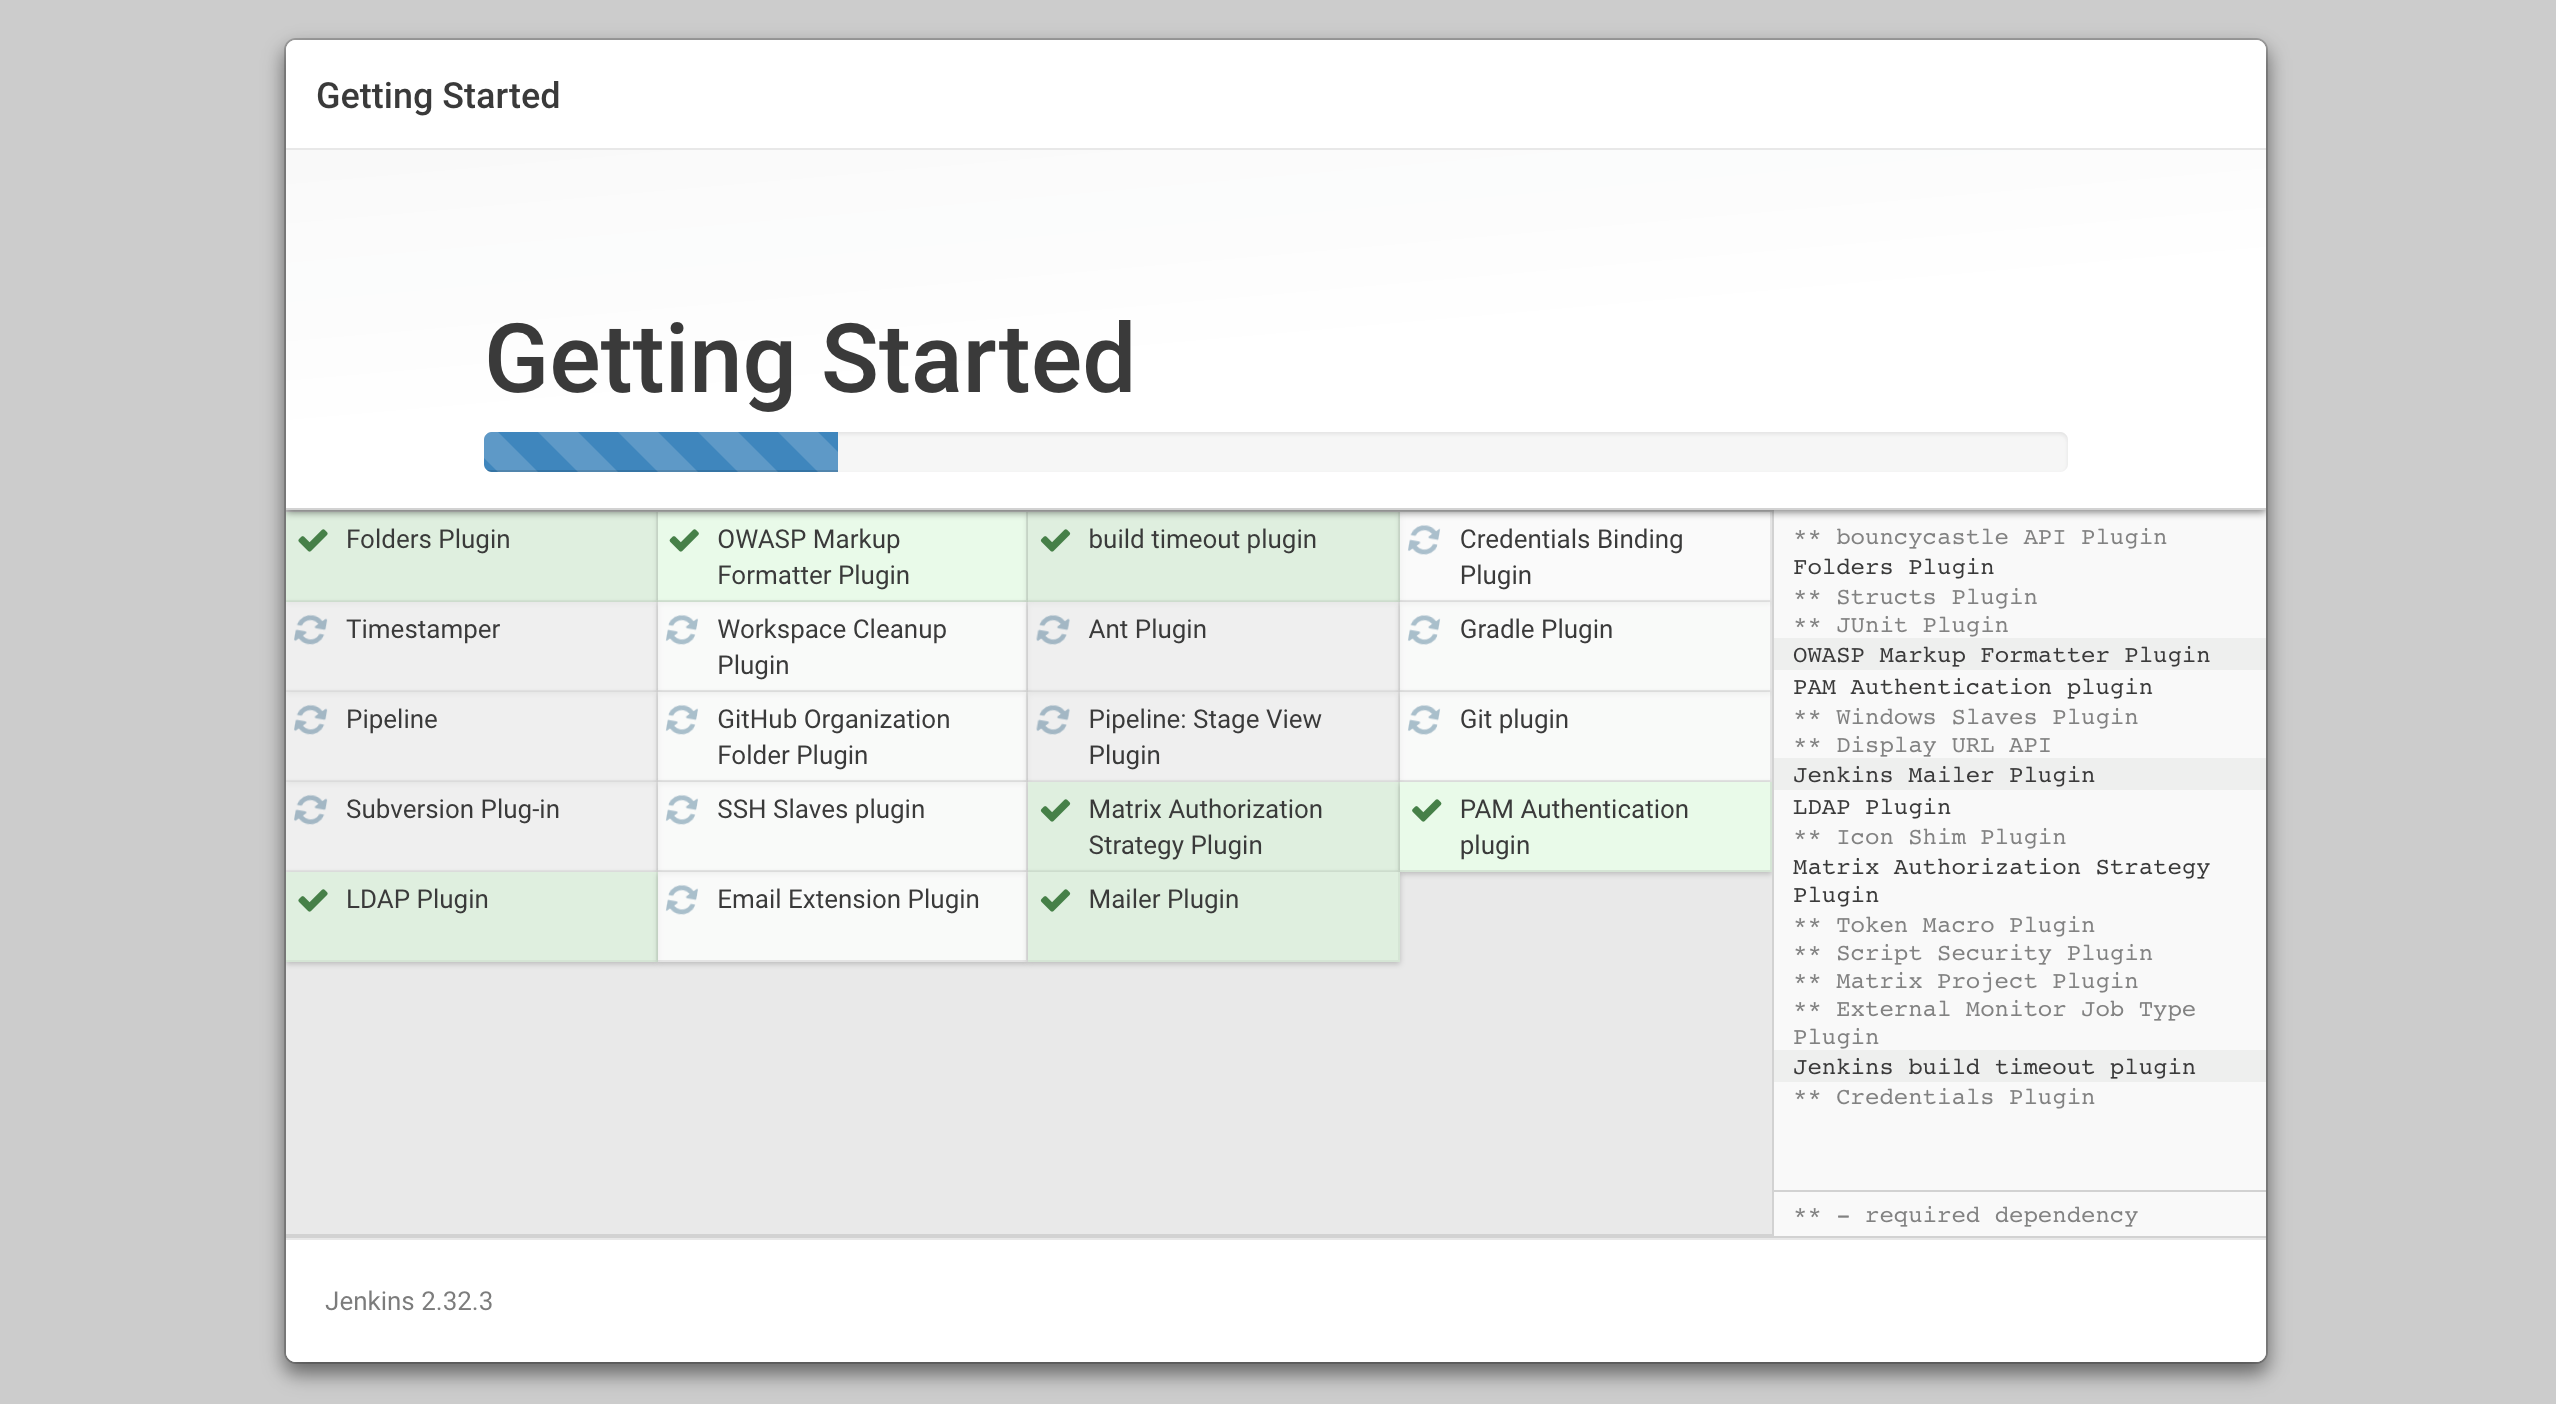 Getting Started
Getting Started
Folders Plugin
OWASP Markup
Formatter Plugin
build timeout plugin
Credentials Binding
Plugin
Timestamper
Workspace Cleanup
Plugin
Ant Plugin
Gradle Plugin
Pipeline
GitHub Organization
Folder Plugin
Pipeline: Stage View
Plugin
Git plugin
Subversion Plug-in
SSH Slaves plugin
Matrix Authorization
Strategy Plugin
PAM Authentication
plugin
LDAP Plugin
Email Extension Plugin
Mailer Plugin
** bouncycastle API Plugin
Folders Plugin
** Structs Plugin
** JUnit Plugin
OWASP Markup Formatter Plugin
PAM Authentication plugin
** Windows Slaves Plugin
** Display URL API
Jenkins Mailer Plugin
LDAP Plugin
** Icon Shim Plugin
Matrix Authorization Strategy
Plugin
** Token Macro Plugin
** Script Security Plugin
** Matrix Project Plugin
** External Monitor Job Type
Plugin
Jenkins build timeout plugin
** Credentials Plugin
** - required dependency
Jenkins 2.32.3